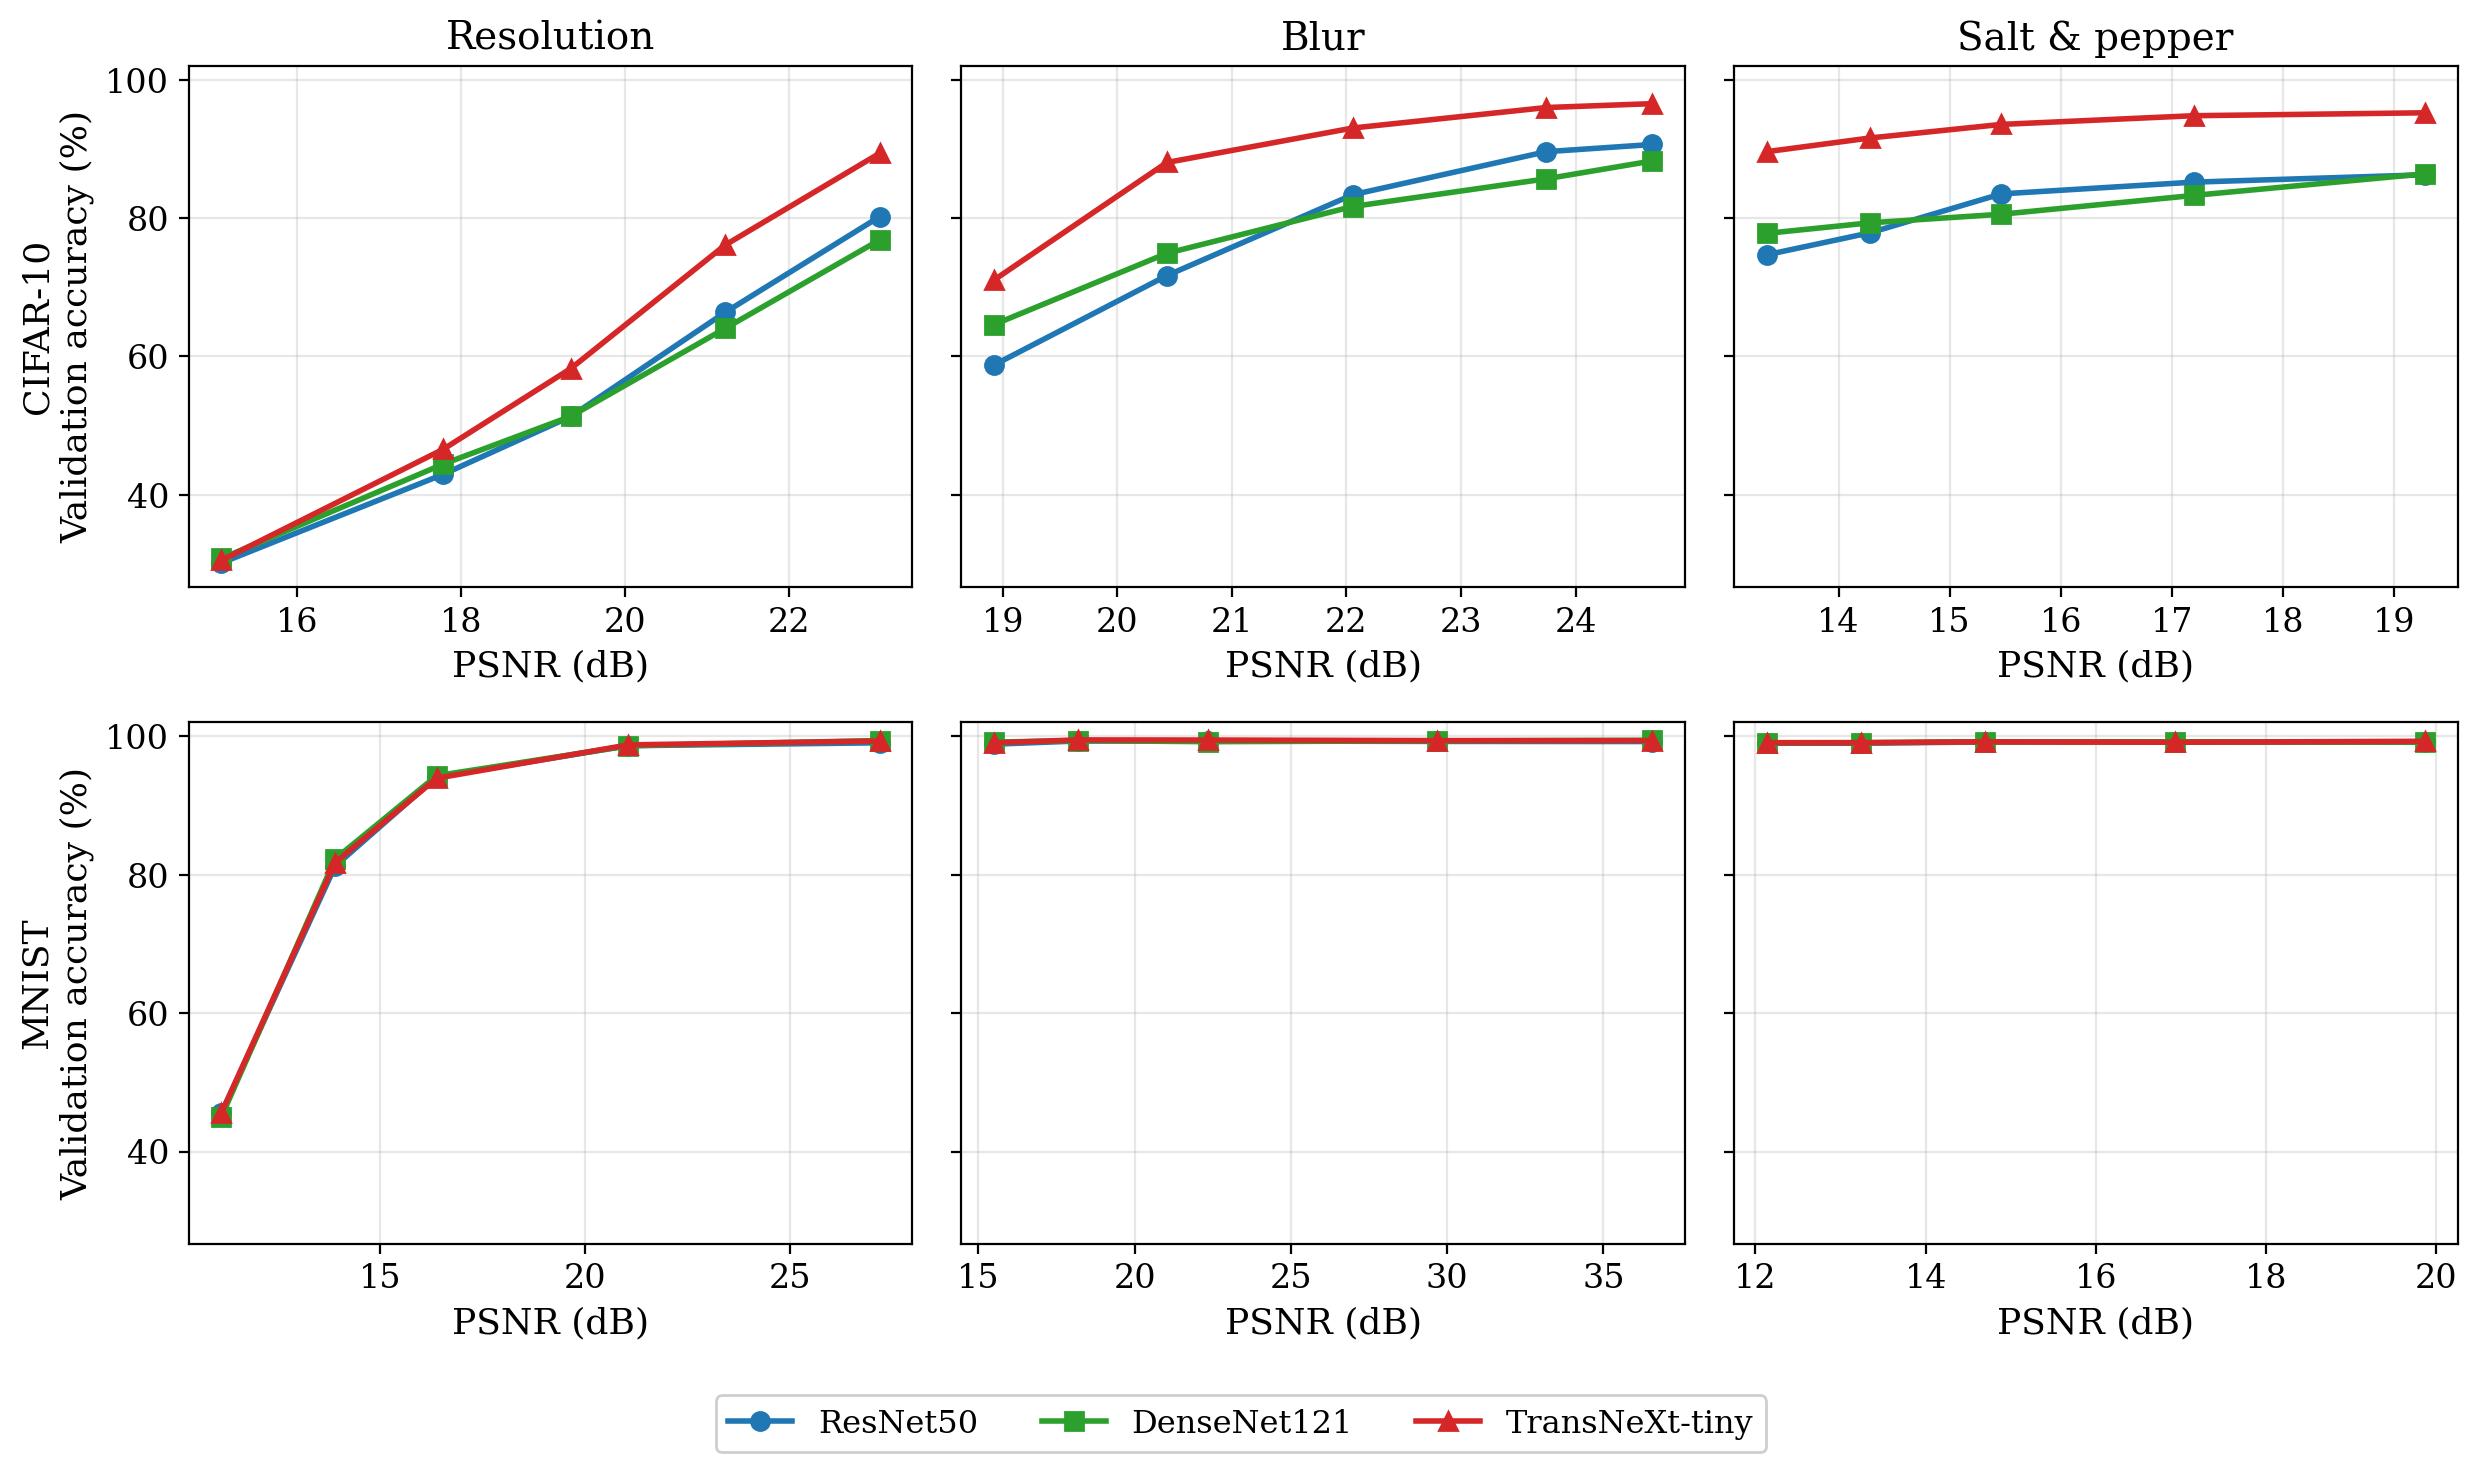 Resolution
Blur
Salt & pepper
CIFAR-10
Validation accuracy (%)
100
80
60
40
16 18 20 22
19 20 21 22 23 24
14 15 16 17 18 19
PSNR (dB)
PSNR (dB)
PSNR (dB)
MNIST
Validation accuracy (%)
100
80
60
40
15 20 25
15 20 25 30 35
12 14 16 18 20
PSNR (dB)
PSNR (dB)
PSNR (dB)
ResNet50
DenseNet121
TransNeXt-tiny